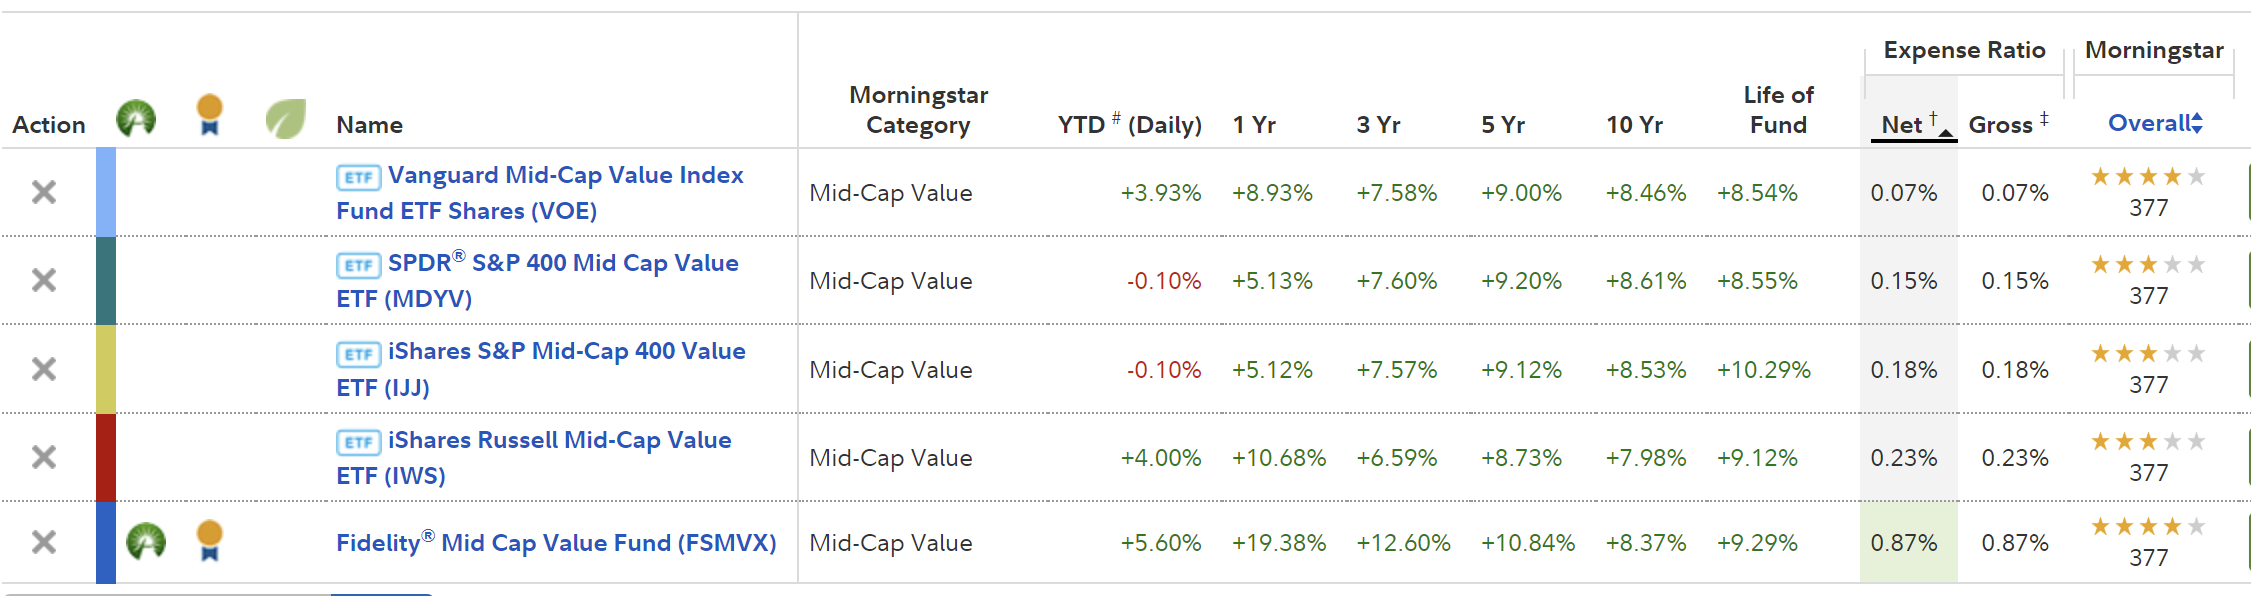 Expense Ratio Morningstar
Morningstar Life of
Action Name Category YTD # (Daily) 1 Yr 3 Yr 5 Yr 10 Yr Fund Net † Gross ‡ Overall
ETF Vanguard Mid-Cap Value Index
Fund ETF Shares (VOE)
Mid-Cap Value +3.93% +8.93% +7.58% +9.00% +8.46% +8.54% 0.07% 0.07%
377
ETF SPDR® S&P 400 Mid Cap Value
ETF (MDYV)
Mid-Cap Value -0.10% +5.13% +7.60% +9.20% +8.61% +8.55% 0.15% 0.15%
377
ETF iShares S&P Mid-Cap 400 Value
ETF (IJJ)
Mid-Cap Value -0.10% +5.12% +7.57% +9.12% +8.53% +10.29% 0.18% 0.18%
377
ETF iShares Russell Mid-Cap Value
ETF (IWS)
Mid-Cap Value +4.00% +10.68% +6.59% +8.73% +7.98% +9.12% 0.23% 0.23%
377
Fidelity® Mid Cap Value Fund (FSMVX) Mid-Cap Value +5.60% +19.38% +12.60% +10.84% +8.37% +9.29% 0.87% 0.87%
377